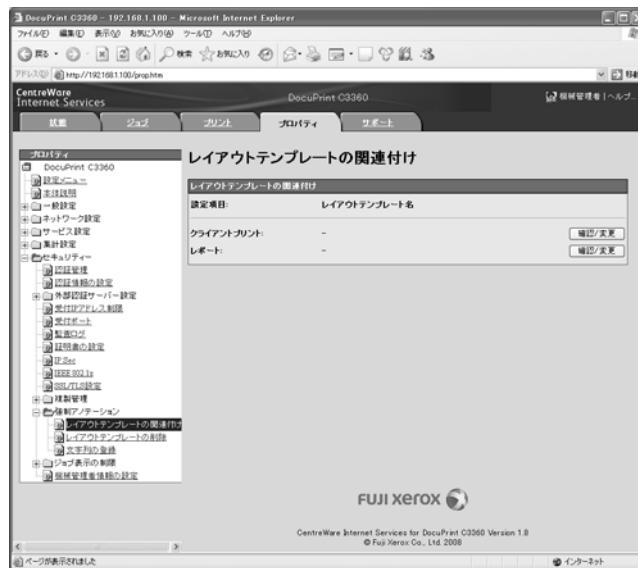 DocuPrint C3360 - 192.168.1.100 - Microsoft Internet Explorer
ファイル(F) 編集(E) 表示(V) お気に入り(A) ツール(T) ヘルプ(H)
戻る 検索 お気に入り
アドレス(D) http://192.168.1.100/prop.htm 移動
CentreWare
Internet Services
DocuPrint C3360
機械管理者 | ヘルプ
状態 ジョブ プリント プロパティ サポート
プロパティ
DocuPrint C3360
設定メニュー
本体説明
一般設定
ネットワーク設定
サービス設定
集計設定
セキュリティー
認証管理
認証情報の設定
外部認証サーバー設定
受付IPアドレス制限
受付ポート
監査ログ
証明書の設定
IP Sec
IEEE 802.1x
SSL/TLS設定
複製管理
強制アノテーション
レイアウトテンプレートの関連付け
レイアウトテンプレートの削除
文字列の登録
ジョブ表示の制限
機械管理者情報の設定
レイアウトテンプレートの関連付け
レイアウトテンプレートの関連付け
設定項目: レイアウトテンプレート名
クライアントプリント: - 確認/変更
レポート: - 確認/変更
FUJI XEROX
CentreWare Internet Services for DocuPrint C3360 Version 1.8
© Fuji Xerox Co., Ltd. 2008
ページが表示されました インターネット